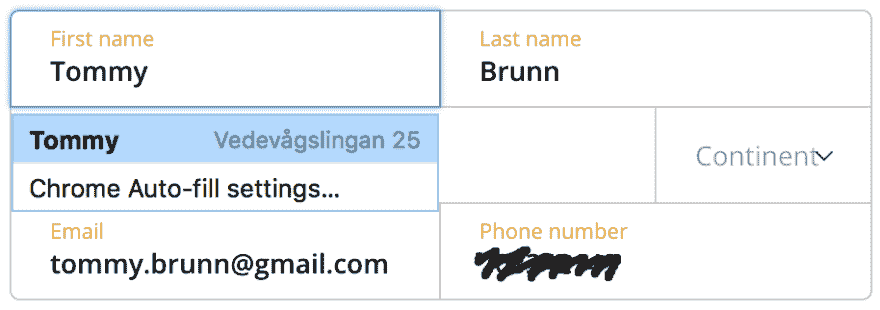 First name
Tommy
Last name
Brunn
Tommy Vedevågslingan 25
Chrome Auto-fill settings...
Continent
Email
tommy.brunn@gmail.com
Phone number